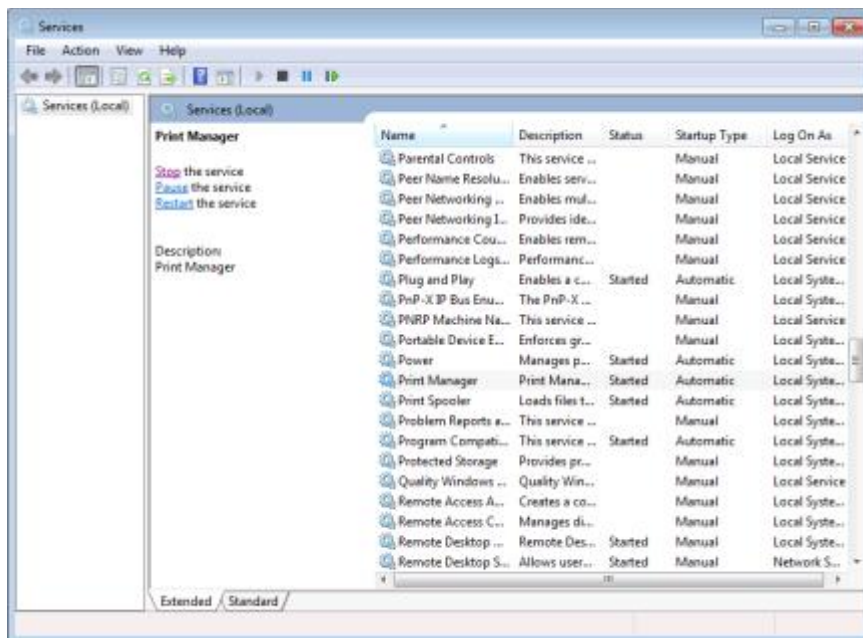 Services
File Action View Help
Services (Local)
Services (Local)
Print Manager
Stop the service
Pause the service
Restart the service
Description:
Print Manager
Name Description Status Startup Type Log On As
Parental Controls This service ... Manual Local Service
Peer Name Resolu... Enables serv... Manual Local Service
Peer Networking ... Enables mul... Manual Local Service
Peer Networking I... Provides ide... Manual Local Service
Performance Cou... Enables rem... Manual Local Service
Performance Logs... Performanc... Manual Local Service
Plug and Play Enables a c... Started Automatic Local Syste...
PnP-X IP Bus Enu... The PnP-X ... Manual Local Syste...
PNRP Machine Na... This service ... Manual Local Service
Portable Device E... Enforces gr... Manual Local Syste...
Power Manages p... Started Automatic Local Syste...
Print Manager Print Mana... Started Automatic Local Syste...
Print Spooler Loads files t... Started Automatic Local Syste...
Problem Reports a... This service ... Manual Local Syste...
Program Compati... This service ... Started Automatic Local Syste...
Protected Storage Provides pr... Manual Local Syste...
Quality Windows ... Quality Win... Manual Local Service
Remote Access A... Creates a co... Manual Local Syste...
Remote Access C... Manages di... Manual Local Syste...
Remote Desktop ... Remote Des... Started Manual Local Syste...
Remote Desktop S... Allows user... Started Manual Network S...
Extended Standard